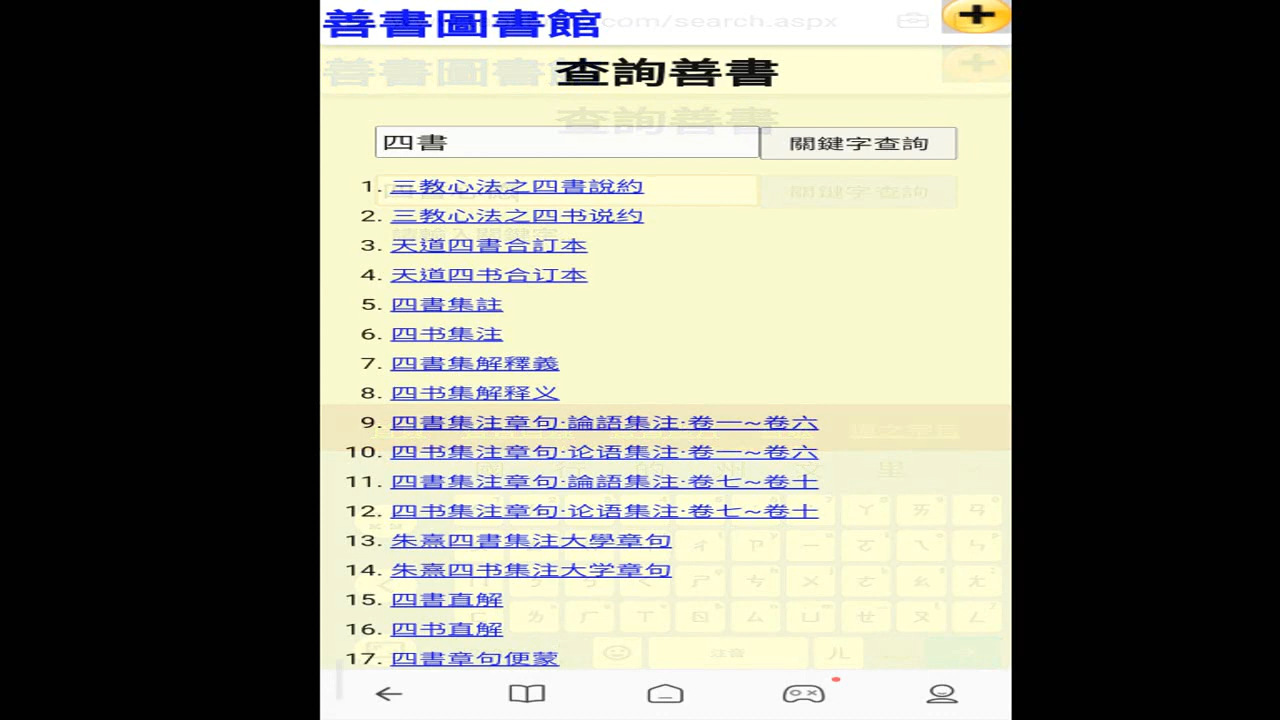 善書圖書館
com/search.aspx
查詢善書
四書
關鍵字查詢
1. 三教心法之四書說約
2. 三教心法之四书说约
3. 天道四書合訂本
4. 天道四书合订本
5. 四書集註
6. 四书集注
7. 四書集解釋義
8. 四书集解释义
9. 四書集注章句·論語集注·卷一~卷六
10. 四书集注章句·论语集注·卷一~卷六
11. 四書集注章句·論語集注·卷七~卷十
12. 四书集注章句·论语集注·卷七~卷十
13. 朱熹四書集注大學章句
14. 朱熹四书集注大学章句
15. 四書直解
16. 四书直解
17. 四書章句便蒙